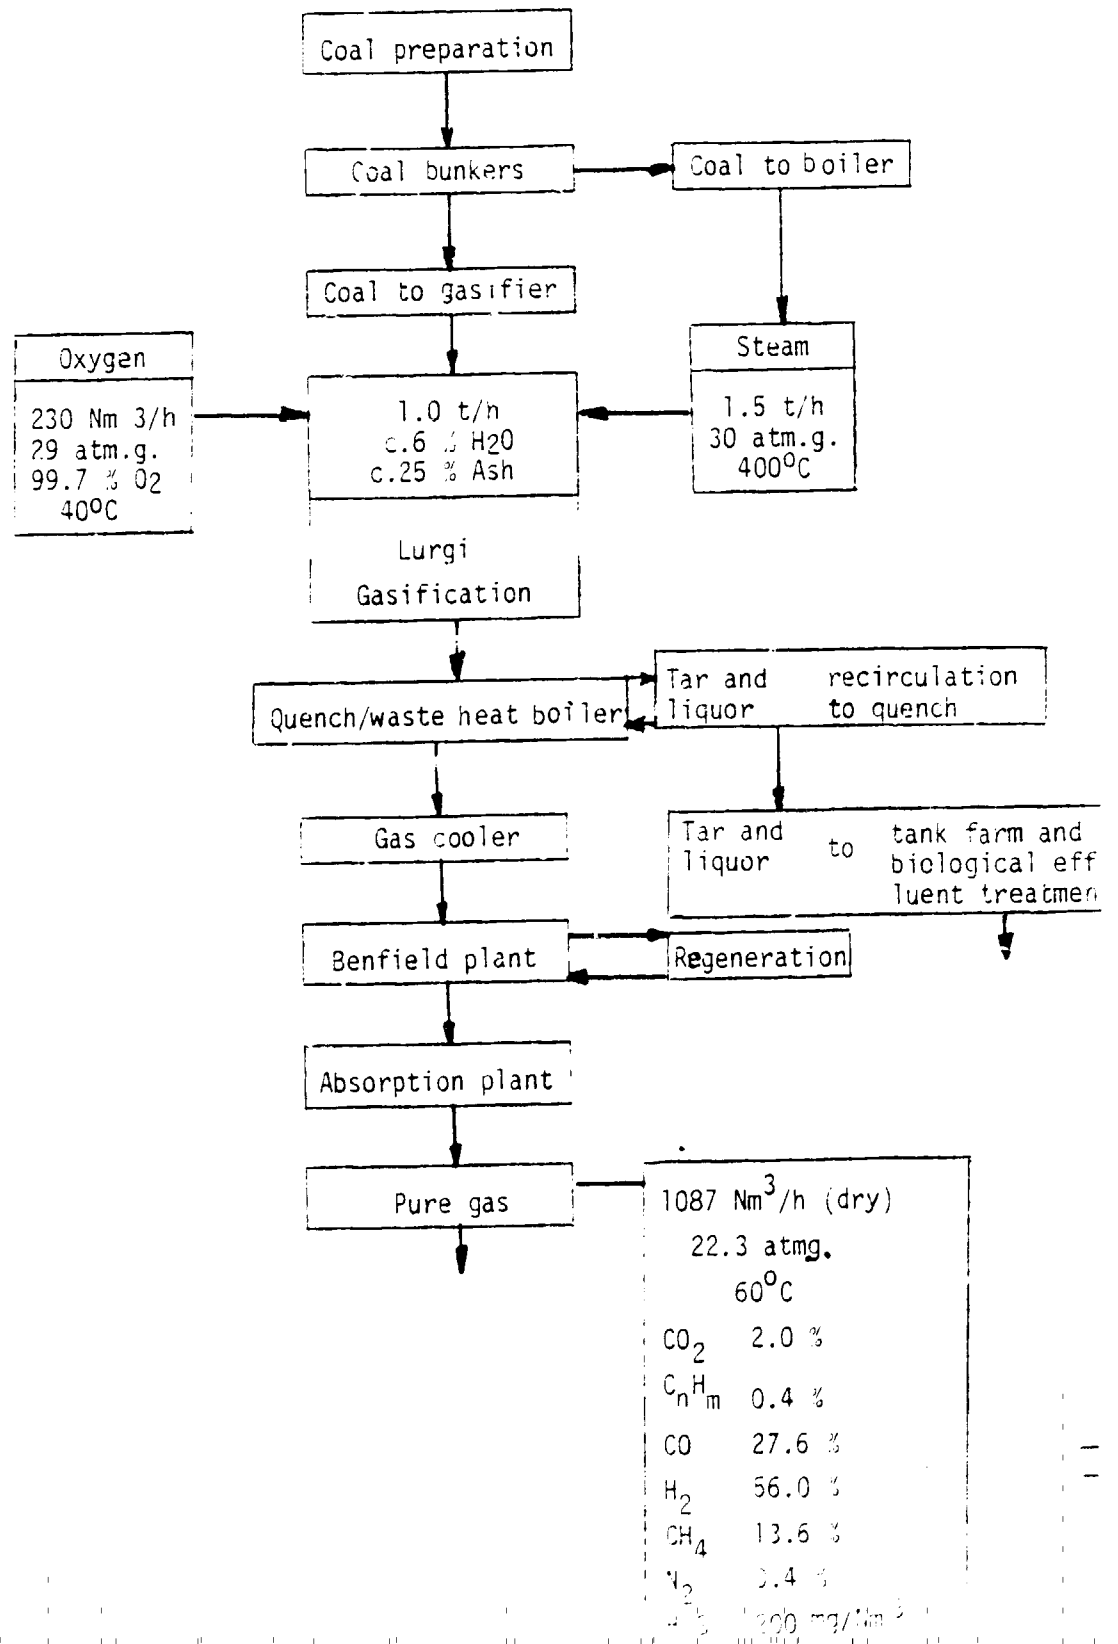 Coal preparation
Coal bunkers
Coal to boiler
Coal to gasifier
Oxygen
230 Nm 3/h
29 atm.g.
99.7 % O2
40°C
1.0 t/h
c.6 % H2O
c.25 % Ash
Lurgi
Gasification
Steam
1.5 t/h
30 atm.g.
400°C
Quench/waste heat boiler
Tar and recirculation
liquor to quench
Tar and to tank farm and
liquor biological eff
luent treatmen
Gas cooler
Benfield plant
Regeneration
Absorption plant
Pure gas
1087 Nm³/h (dry)
22.3 atmg.
60°C
CO₂ 2.0 %
CₙHₘ 0.4 %
CO 27.6 %
H₂ 56.0 %
CH₄ 13.6 %
N₂ %
mg/Nm³